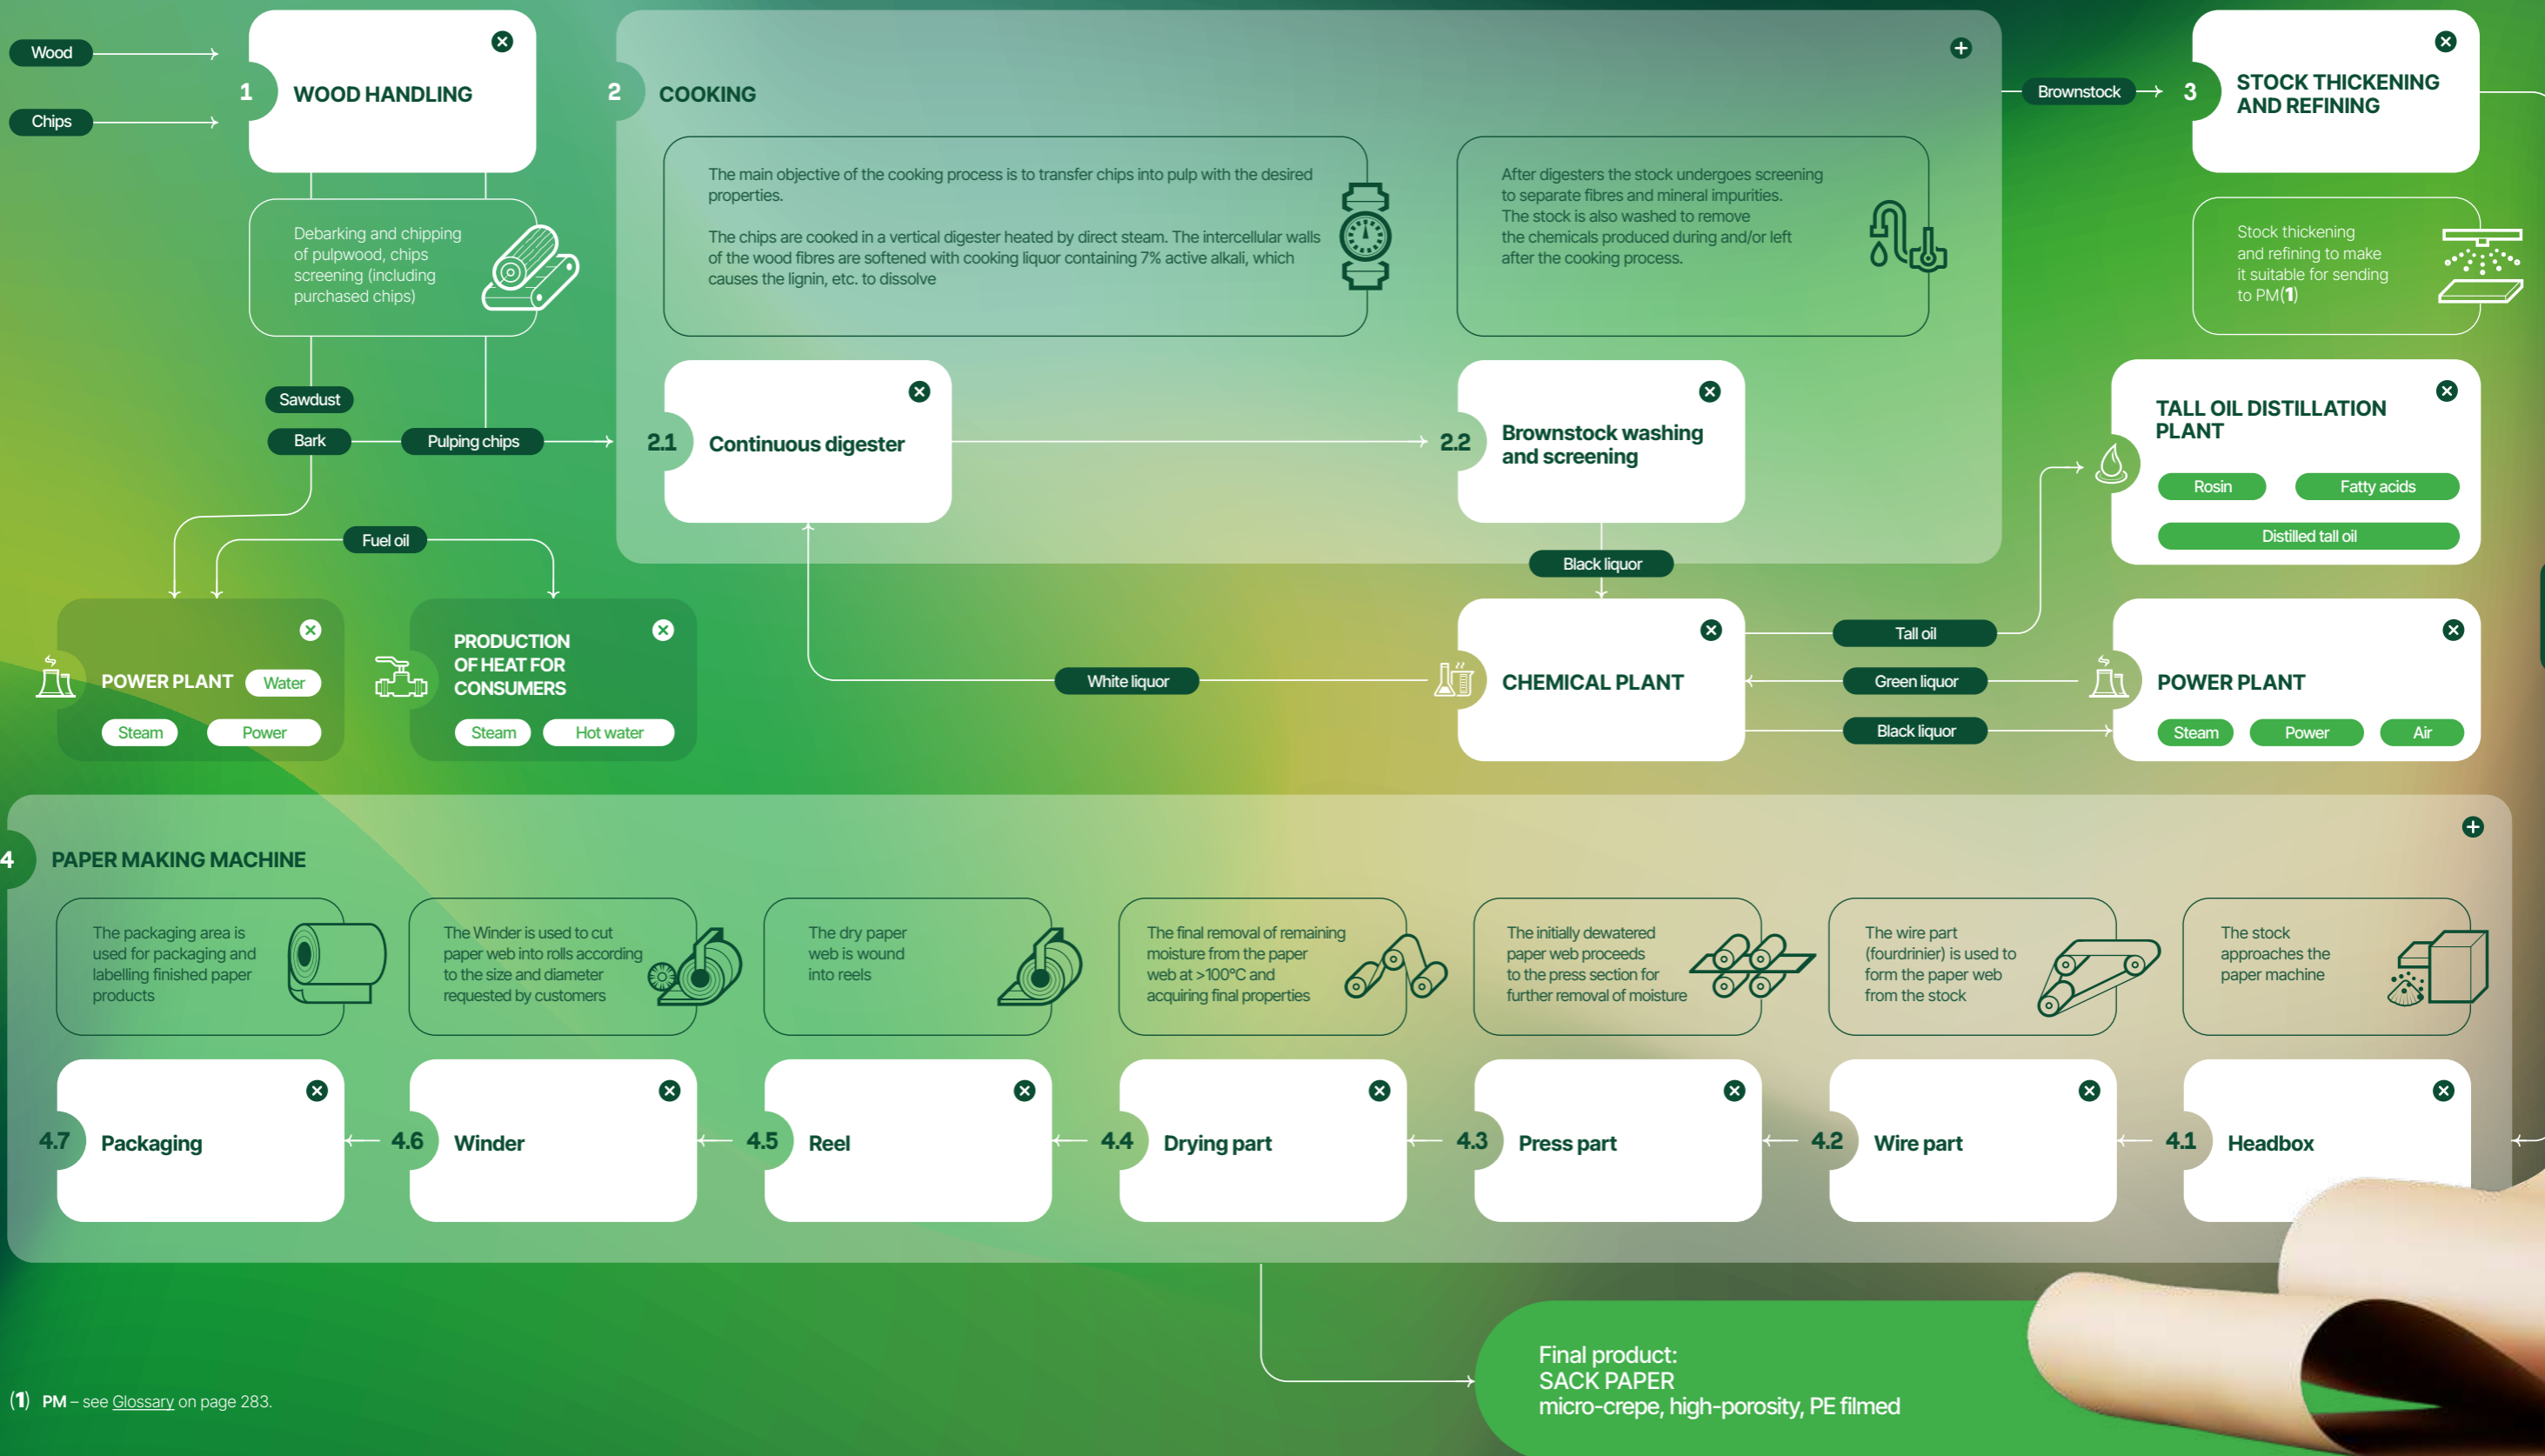 Wood
Chips
1
WOOD HANDLING
Debarking and chipping
of pulpwood, chips
screening (including
purchased chips)
Sawdust
Bark
Pulping chips
Fuel oil
POWER PLANT
Water
Steam
Power
PRODUCTION
OF HEAT FOR
CONSUMERS
Steam
Hot water
2
COOKING
The main objective of the cooking process is to transfer chips into pulp with the desired
properties.
The chips are cooked in a vertical digester heated by direct steam. The intercellular walls
of the wood fibres are softened with cooking liquor containing 7% active alkali, which
causes the lignin, etc. to dissolve
After digesters the stock undergoes screening
to separate fibres and mineral impurities.
The stock is also washed to remove
the chemicals produced during and/or left
after the cooking process.
2.1
Continuous digester
2.2
Brownstock washing
and screening
Black liquor
White liquor
CHEMICAL PLANT
Tall oil
Green liquor
Black liquor
Brownstock
3
STOCK THICKENING
AND REFINING
Stock thickening
and refining to make
it suitable for sending
to PM(1)
TALL OIL DISTILLATION
PLANT
Rosin
Fatty acids
Distilled tall oil
POWER PLANT
Steam
Power
Air
4
PAPER MAKING MACHINE
The packaging area is
used for packaging and
labelling finished paper
products
The Winder is used to cut
paper web into rolls according
to the size and diameter
requested by customers
The dry paper
web is wound
into reels
The final removal of remaining
moisture from the paper
web at >100°C and
acquiring final properties
The initially dewatered
paper web proceeds
to the press section for
further removal of moisture
The wire part
(fourdrinier) is used to
form the paper web
from the stock
The stock
approaches the
paper machine
4.7
Packaging
4.6
Winder
4.5
Reel
4.4
Drying part
4.3
Press part
4.2
Wire part
4.1
Headbox
Final product:
SACK PAPER
micro-crepe, high-porosity, PE filmed
(1) PM – see Glossary on page 283.